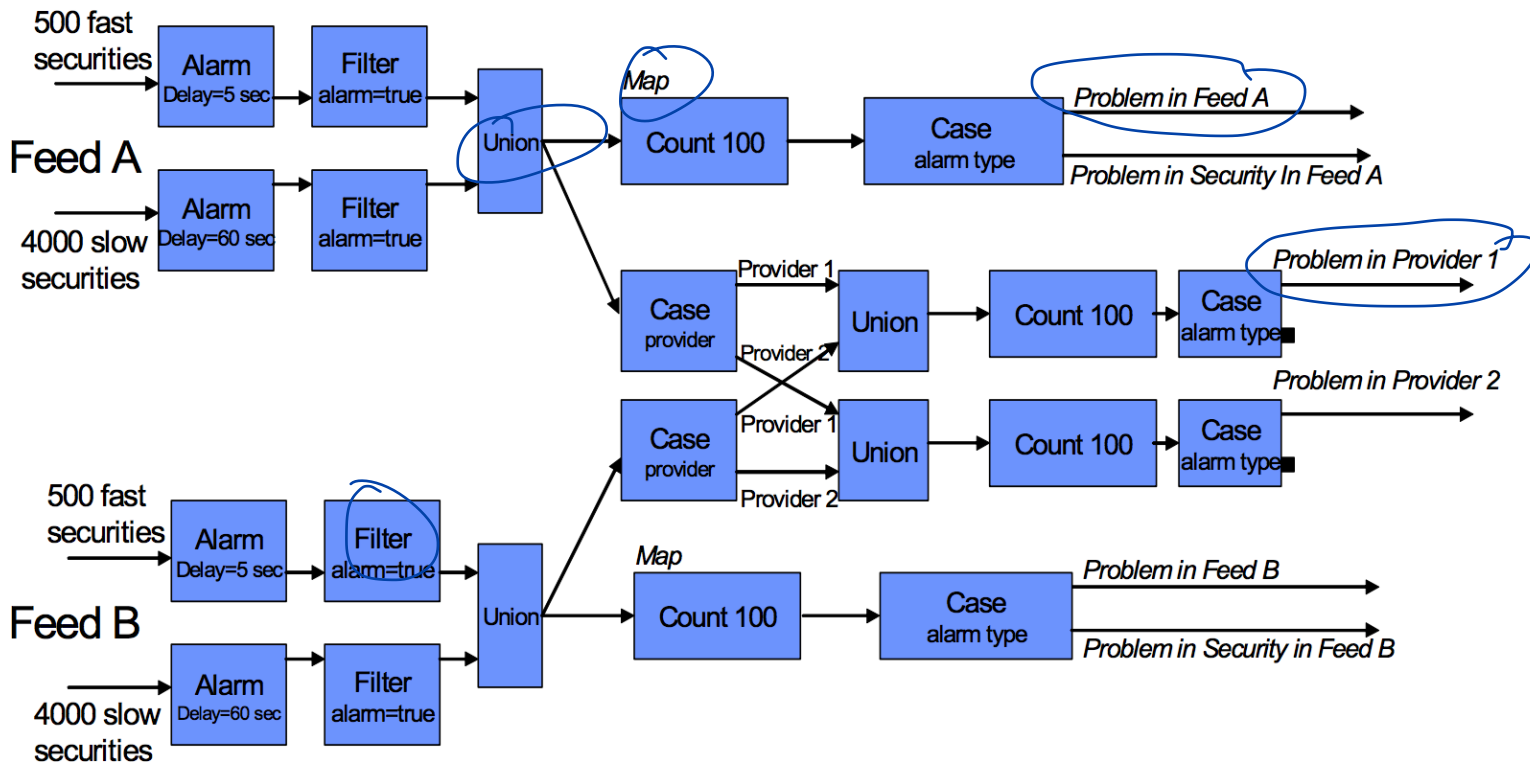 500 fast
securities
Alarm
Delay=5 sec
Filter
alarm=true
Feed A
Alarm
Delay=60 sec
Filter
alarm=true
4000 slow
securities
Union
Map
Count 100
Case
alarm type
Problem in Feed A
Problem in Security In Feed A
Case
provider
Provider 1
Provider 2
Union
Count 100
Case
alarm type
Problem in Provider 1
Case
provider
Provider 1
Provider 2
Union
Count 100
Case
alarm type
Problem in Provider 2
500 fast
securities
Alarm
Delay=5 sec
Filter
alarm=true
Feed B
Alarm
Delay=60 sec
Filter
alarm=true
4000 slow
securities
Union
Map
Count 100
Case
alarm type
Problem in Feed B
Problem in Security in Feed B